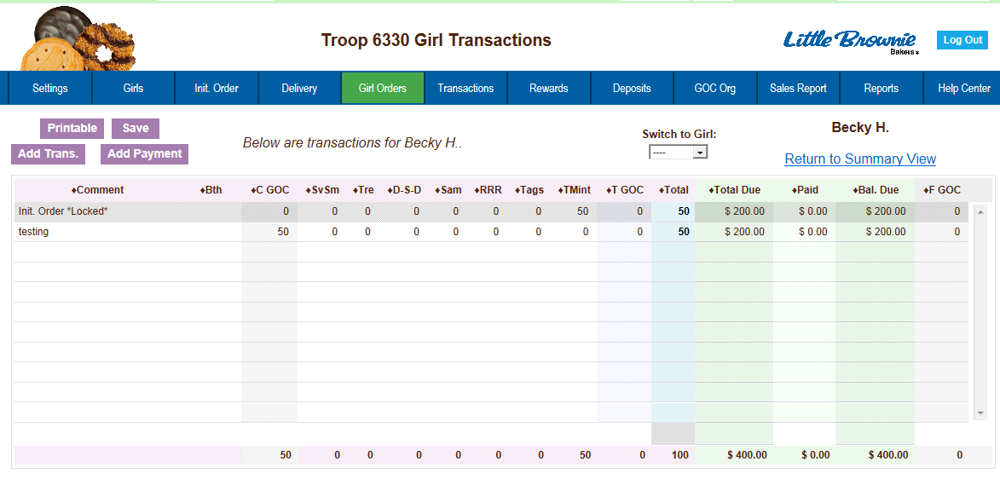 Troop 6330 Girl Transactions
Little Brownie
Bakers
Log Out
Settings Girls Init. Order Delivery Girl Orders Transactions Rewards Deposits GOC Org Sales Report Reports Help Center
Printable Save
Add Trans. Add Payment
Below are transactions for Becky H..
Switch to Girl:
----
Becky H.
Return to Summary View
♦Comment ♦Bth ♦C GOC ♦SvSm ♦Tre ♦D-S-D ♦Sam ♦RRR ♦Tags ♦TMint ♦T GOC ♦Total ♦Total Due ♦Paid ♦Bal. Due ♦F GOC
Init. Order *Locked* 0 0 0 0 0 0 0 50 0 50 $ 200.00 $ 0.00 $ 200.00 0
testing 50 0 0 0 0 0 0 0 0 50 $ 200.00 $ 0.00 $ 200.00 0
50 0 0 0 0 0 0 50 0 100 $ 400.00 $ 0.00 $ 400.00 0